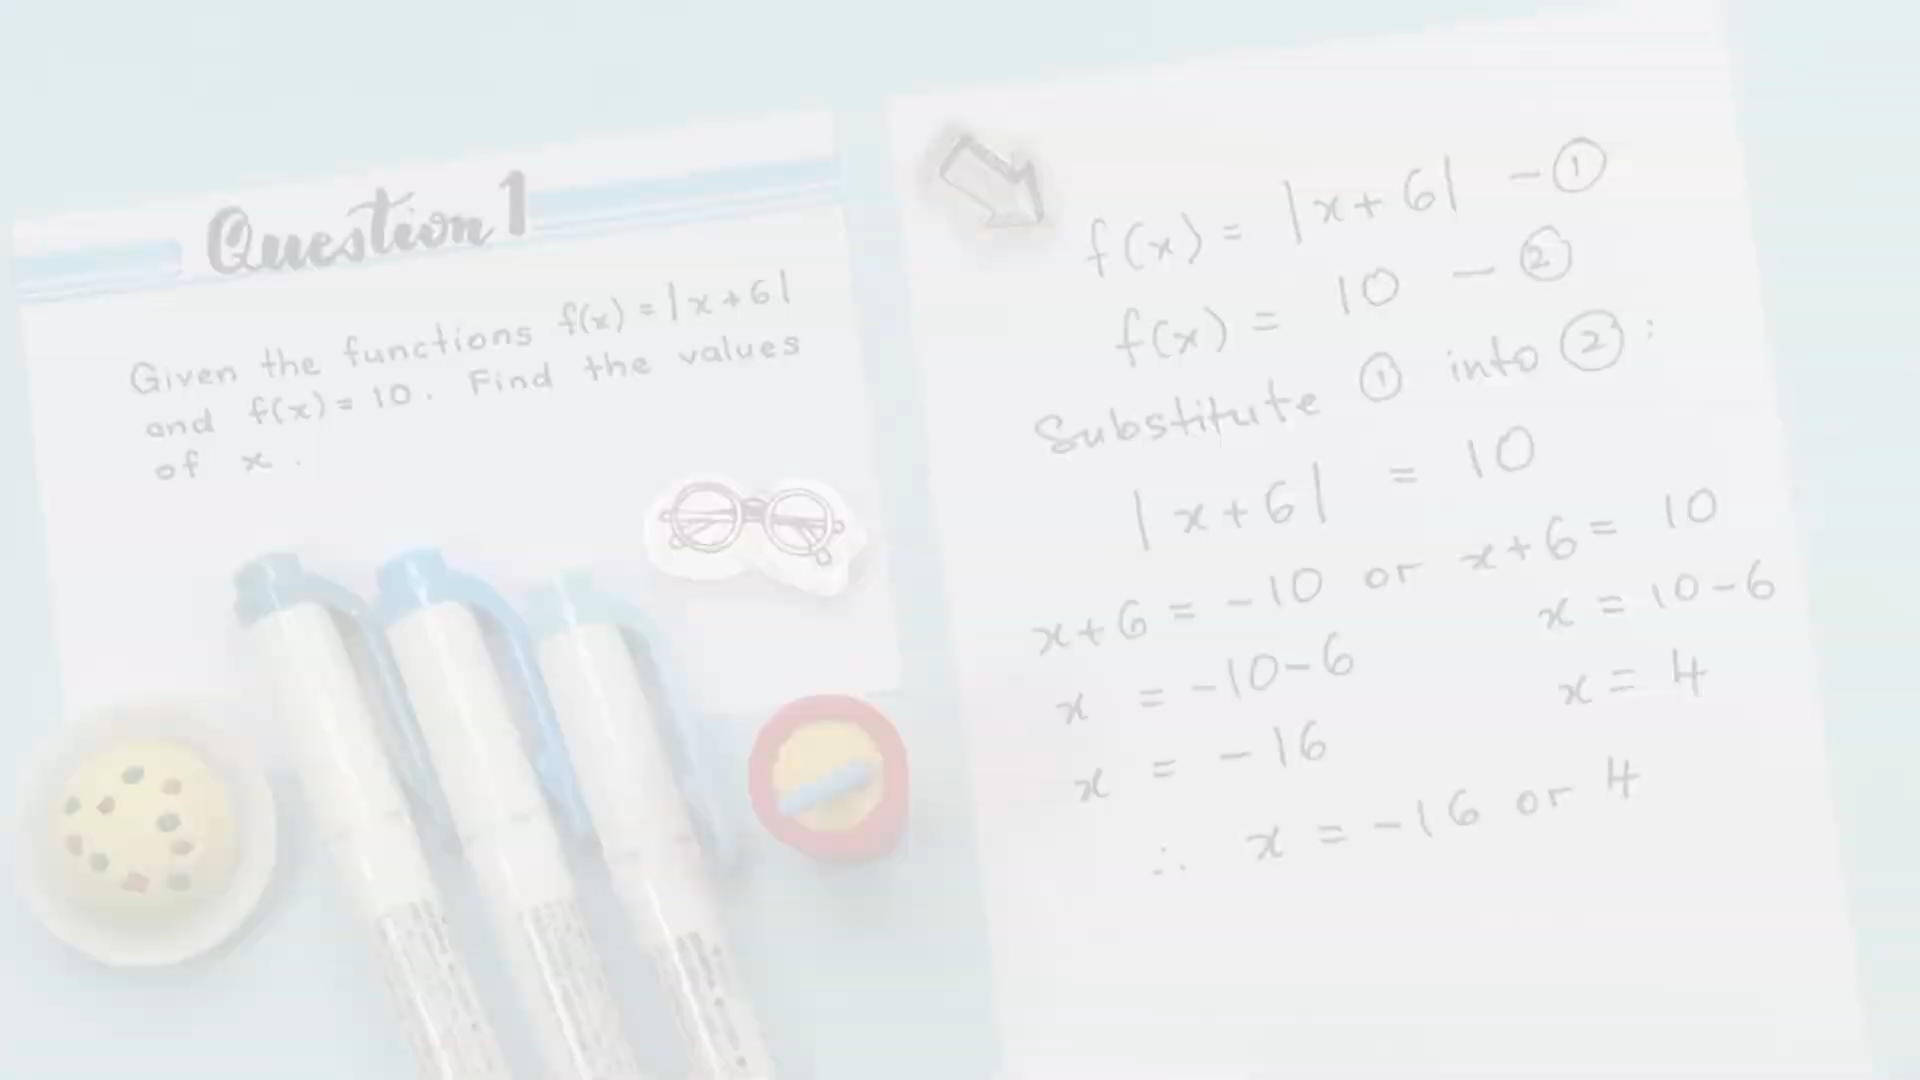 Question 1
Given the functions f(x) = |x+6|
and f(x) = 10. Find the values
of x.
f(x) = |x+6| - ①
f(x) = 10 - ②
Substitute ① into ②:
|x+6| = 10
x+6 = -10 or x+6 = 10
x = -10-6 x = 10-6
x = -16 x = 4
∴ x = -16 or 4